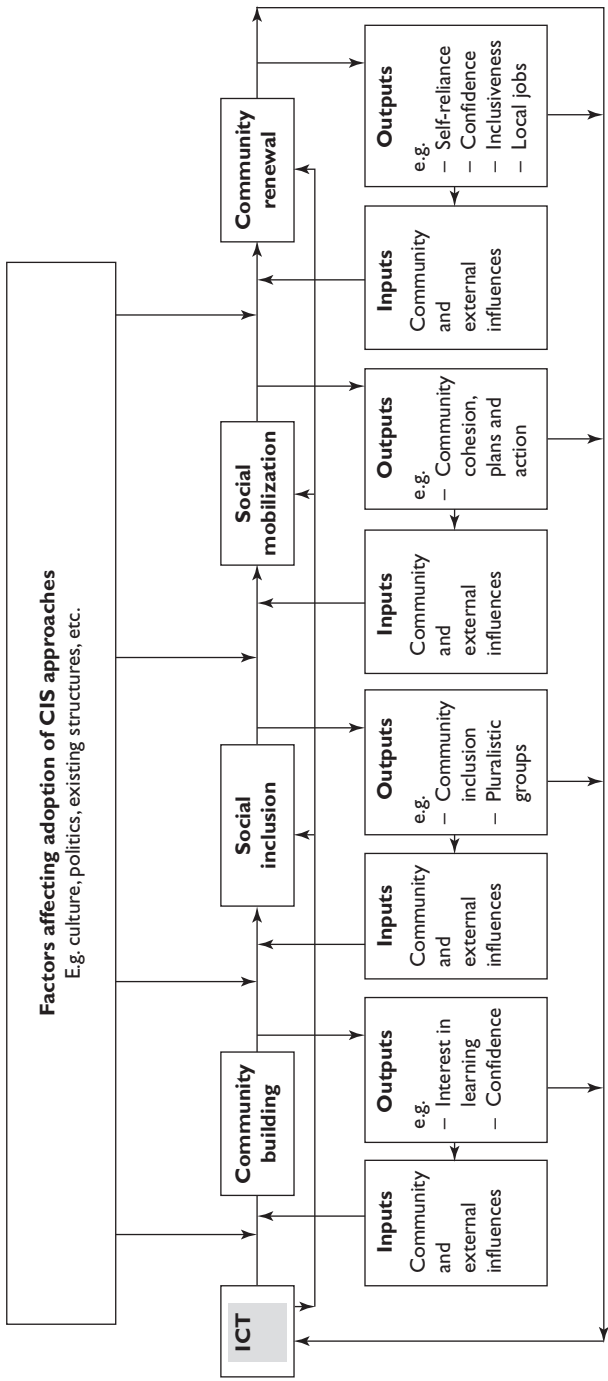 Factors affecting adoption of CIS approaches
E.g. culture, politics, existing structures, etc.
ICT
Community
building
Social
inclusion
Social
mobilization
Community
renewal
Inputs
Community
and
external
influences
Outputs
e.g.
– Interest in
learning
– Confidence
Inputs
Community
and
external
influences
Outputs
e.g.
– Community
inclusion
– Pluralistic
groups
Inputs
Community
and
external
influences
Outputs
e.g.
– Community
cohesion,
plans and
action
Inputs
Community
and
external
influences
Outputs
e.g.
– Self-reliance
– Confidence
– Inclusiveness
– Local jobs